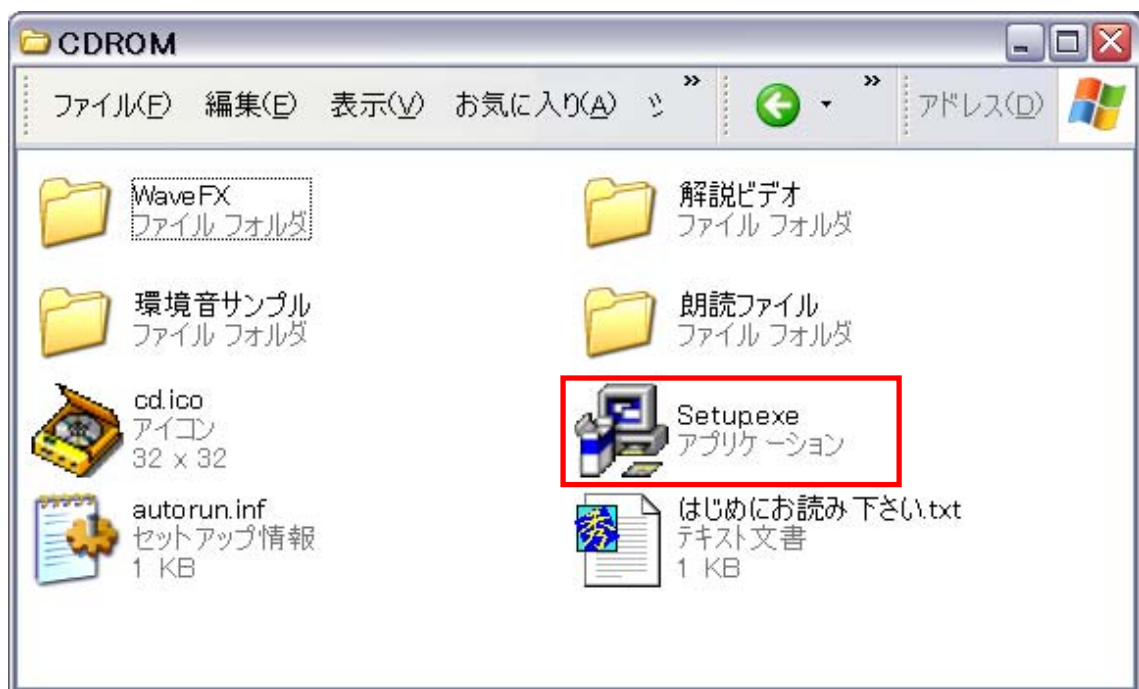 CDROM
ファイル(F) 編集(E) 表示(V) お気に入り(A) » » アドレス(D)
WaveFX
ファイル フォルダ
解説ビデオ
ファイル フォルダ
環境音サンプル
ファイル フォルダ
朗読ファイル
ファイル フォルダ
cd.ico
アイコン
32 x 32
Setup.exe
アプリケーション
autorun.inf
セットアップ情報
1 KB
はじめにお読み下さい.txt
テキスト文書
1 KB